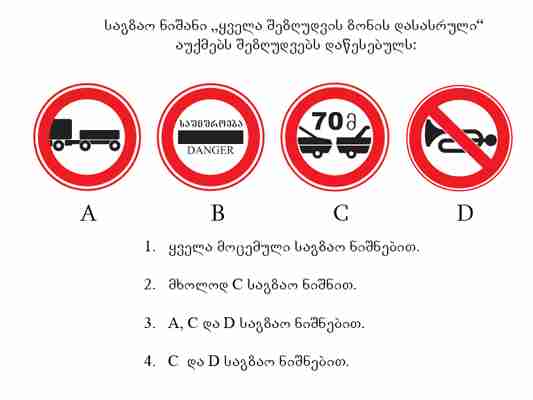 საგზაო ნიშანი „ყველა შეზღუდვის ზონის დასასრული“
აუქმებს შეზღუდვებს დაწესებულს:
საშიშროება
DANGER
70 მ
A B C D
1. ყველა მოცემული საგზაო ნიშნებით.
2. მხოლოდ C საგზაო ნიშნით.
3. A, C და D საგზაო ნიშნებით.
4. C და D საგზაო ნიშნებით.